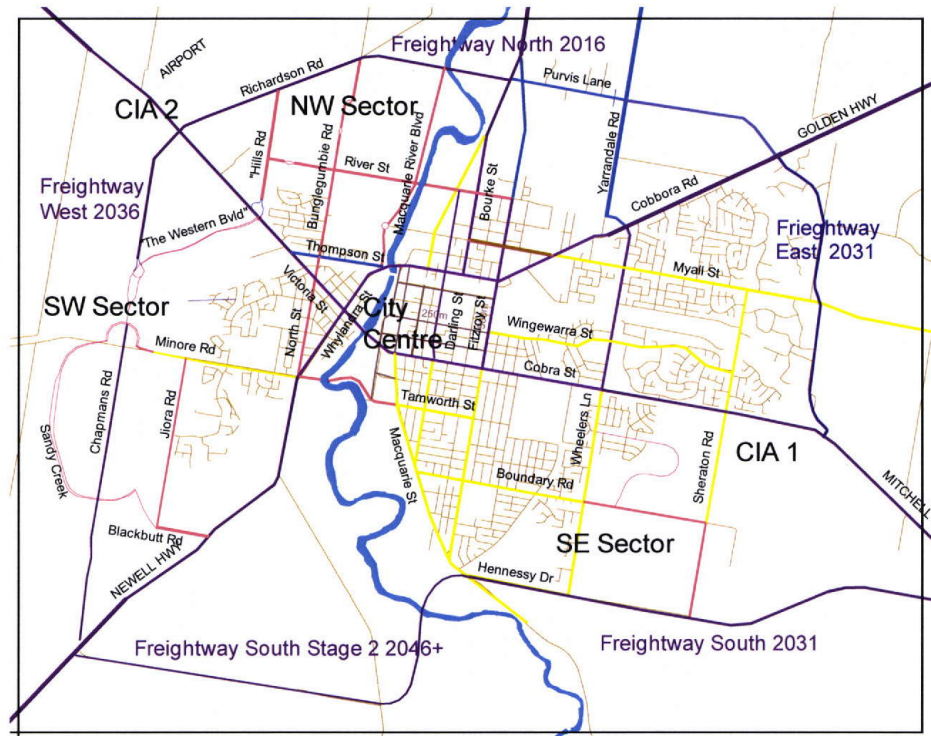 Freightway North 2016
AIRPORT
Purvis Lane
Richardson Rd
CIA 2
NW Sector
GOLDEN HWY
"Hills Rd
Bunglegumbie Rd
Macquarie River Blvd
Yarrandale Rd
River St
Bourke St
Cobbora Rd
Freightway
West 2036
"The Western Bvld"
Frieghtway
East, 2031
Thompson St
Myall St
Victoria St
SW Sector
North St
Whylandra St
City
Centre
250m
Darling St
Fitzroy St
Wingewarra St
Minore Rd
Cobra St
Tamworth St
Jiora Rd
Chapmans Rd
Sandy Creek
Macquarie St
Wheelers Ln
Sheraton Rd
CIA 1
Boundary Rd
MITCHELL
Blackbutt Rd
SE Sector
NEWELL HWY
Hennessy Dr
Freightway South Stage 2 2046+
Freightway South 2031